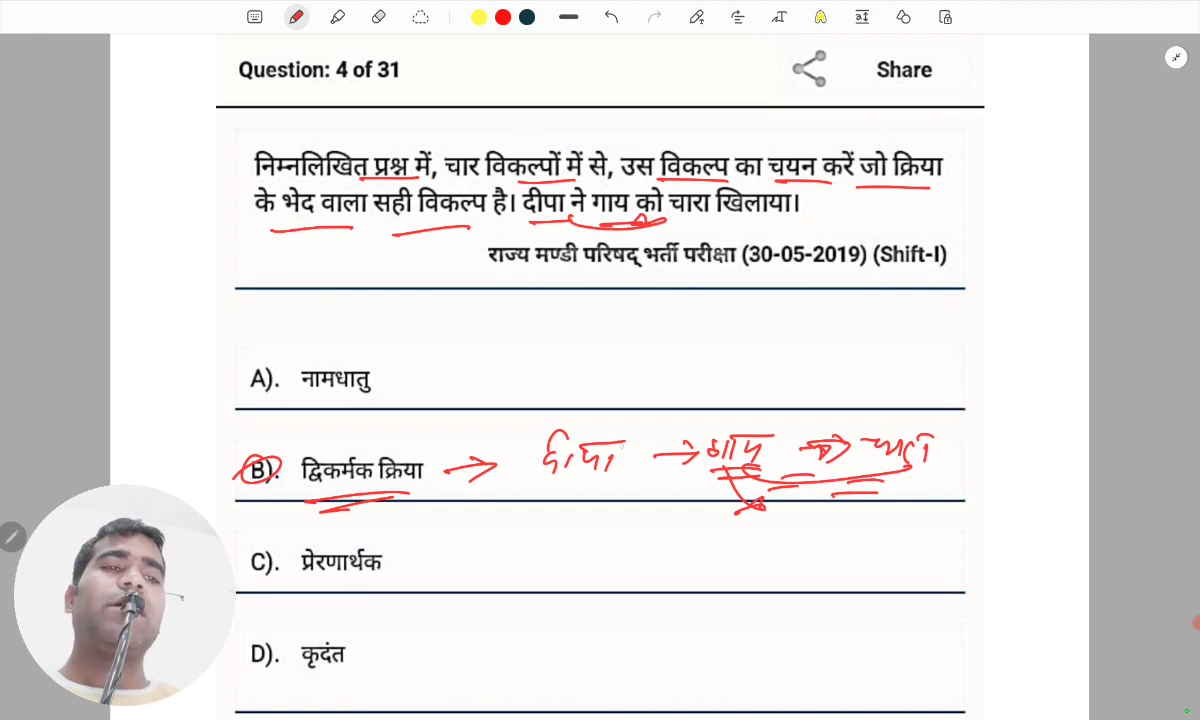 Question: 4 of 31
Share
निम्नलिखित प्रश्न में, चार विकल्पों में से, उस विकल्प का चयन करें जो क्रिया
के भेद वाला सही विकल्प है। दीपा ने गाय को चारा खिलाया।
राज्य मण्डी परिषद् भर्ती परीक्षा (30-05-2019) (Shift-I)
A). नामधातु
B). द्विकर्मक क्रिया → दीपा → गाय → चारा
C). प्रेरणार्थक
D). कृदंत